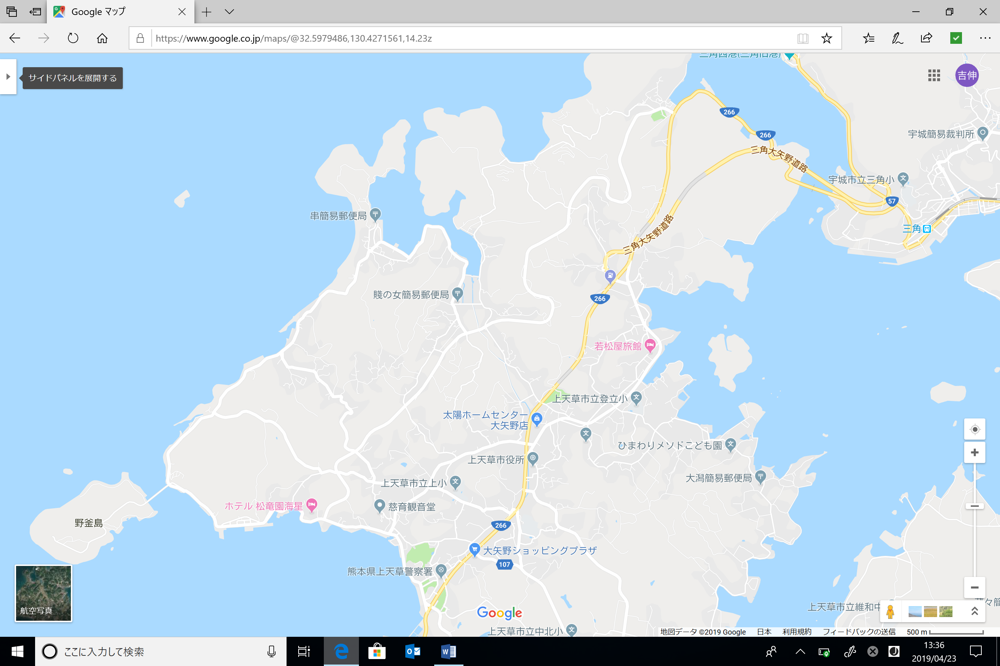 Google マップ
https://www.google.co.jp/maps/@32.5979486,130.4271561,14.23z
三角西港(三角旧港)
サイドパネルを展開する
吉伸
266
266
宇城簡易裁判所
三角大矢野道路
宇城市立三角小
57
串簡易郵便局
三角
三角大矢野道路
賤の女簡易郵便局
266
若松屋旅館
上天草市立登立小
太陽ホームセンター
大矢野店
ひまわりメソドこども園
上天草市役所
大潟簡易郵便局
上天草市立上小
ホテル 松竜園海星
慈育観音堂
野釜島
266
大矢野ショッピングプラザ
107
熊本県上天草警察署
航空写真
上天草市立維和中
Google
上天草市立中北小
地図データ ©2019 Google 日本 利用規約 フィードバックの送信 500 m
ここに入力して検索
13:36
2019/04/23